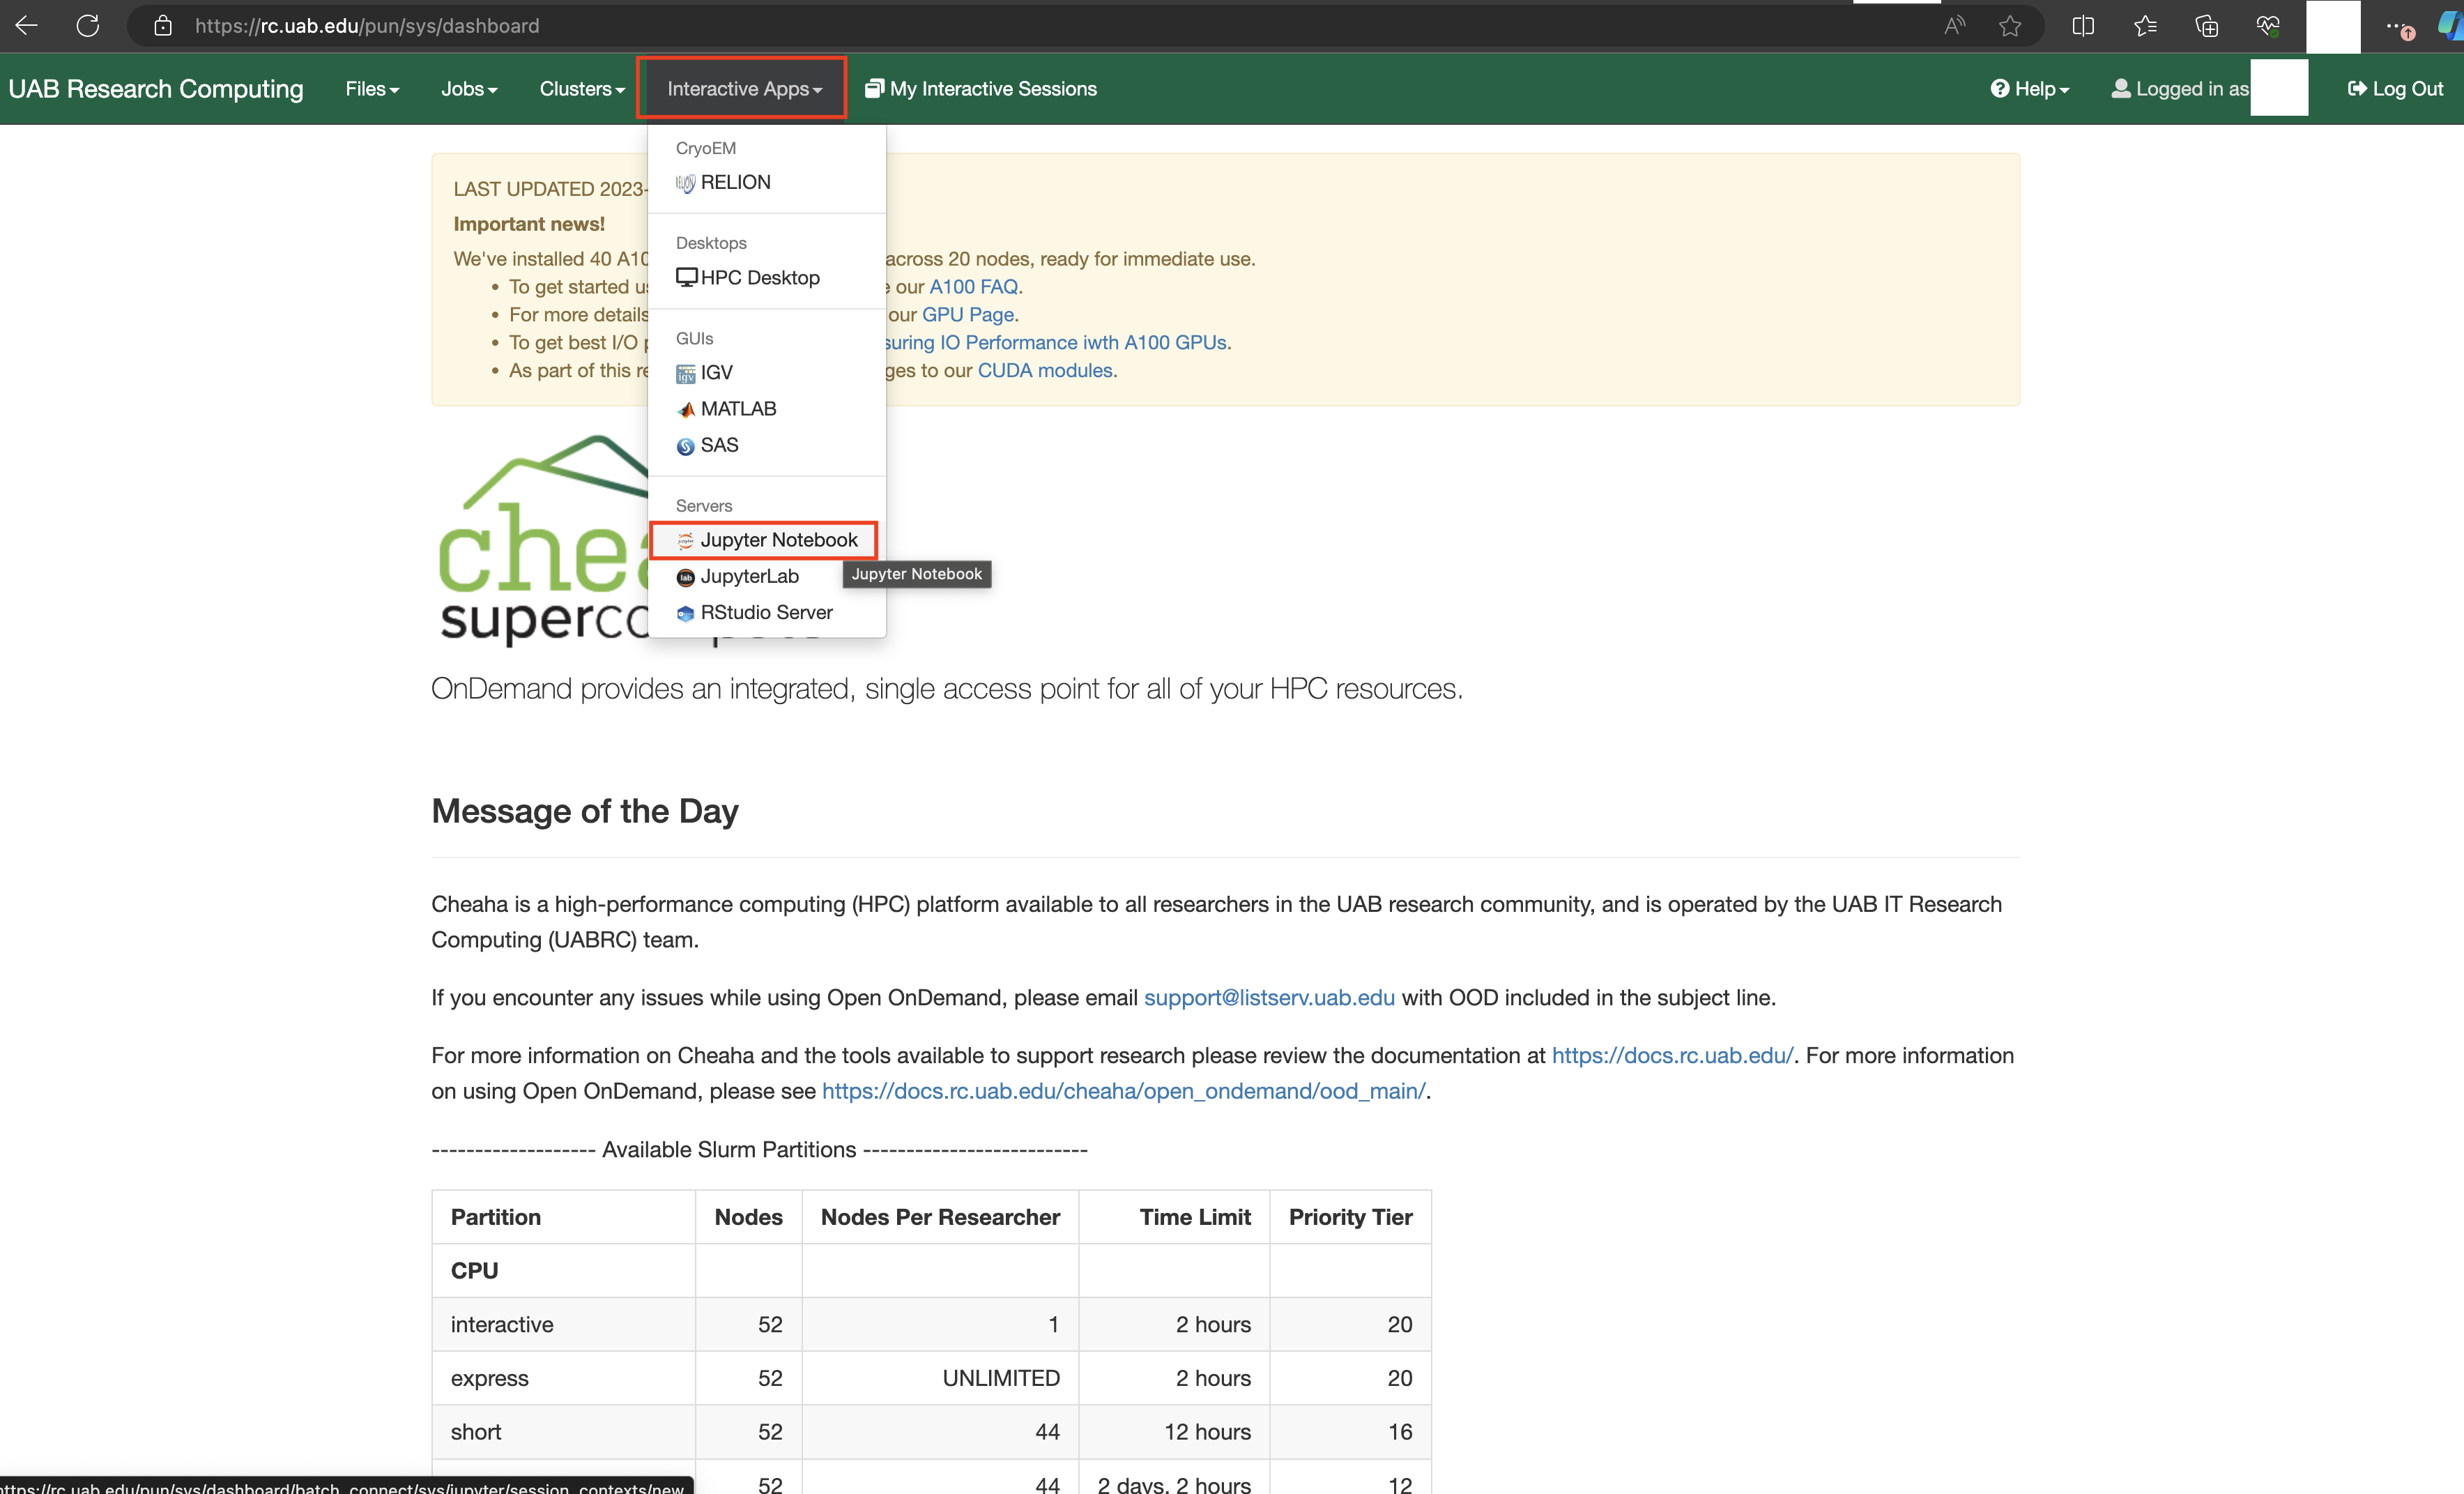 https://rc.uab.edu/pun/sys/dashboard
UAB Research Computing
Files
Jobs
Clusters
Interactive Apps
My Interactive Sessions
Help
Logged in as
Log Out
CryoEM
RELION
Desktops
HPC Desktop
GUIs
IGV
MATLAB
SAS
Servers
Jupyter Notebook
JupyterLab
Jupyter Notebook
RStudio Server
LAST UPDATED 2023-
Important news!
We've installed 40 A10 across 20 nodes, ready for immediate use.
• To get started our A100 FAQ.
• For more details our GPU Page.
• To get best I/O suring IO Performance iwth A100 GPUs.
• As part of this ges to our CUDA modules.
chea
superco
OnDemand provides an integrated, single access point for all of your HPC resources.
Message of the Day
Cheaha is a high-performance computing (HPC) platform available to all researchers in the UAB research community, and is operated by the UAB IT Research
Computing (UABRC) team.
If you encounter any issues while using Open OnDemand, please email support@listserv.uab.edu with OOD included in the subject line.
For more information on Cheaha and the tools available to support research please review the documentation at https://docs.rc.uab.edu/. For more information
on using Open OnDemand, please see https://docs.rc.uab.edu/cheaha/open_ondemand/ood_main/.
------------------- Available Slurm Partitions --------------------------
Partition Nodes Nodes Per Researcher Time Limit Priority Tier
CPU
interactive 52 1 2 hours 20
express 52 UNLIMITED 2 hours 20
short 52 44 12 hours 16
52 44 2 days, 2 hours 12
https://rc.uab.edu/pun/sys/dashboard/batch_connect/sys/jupyter/session_contexts/new